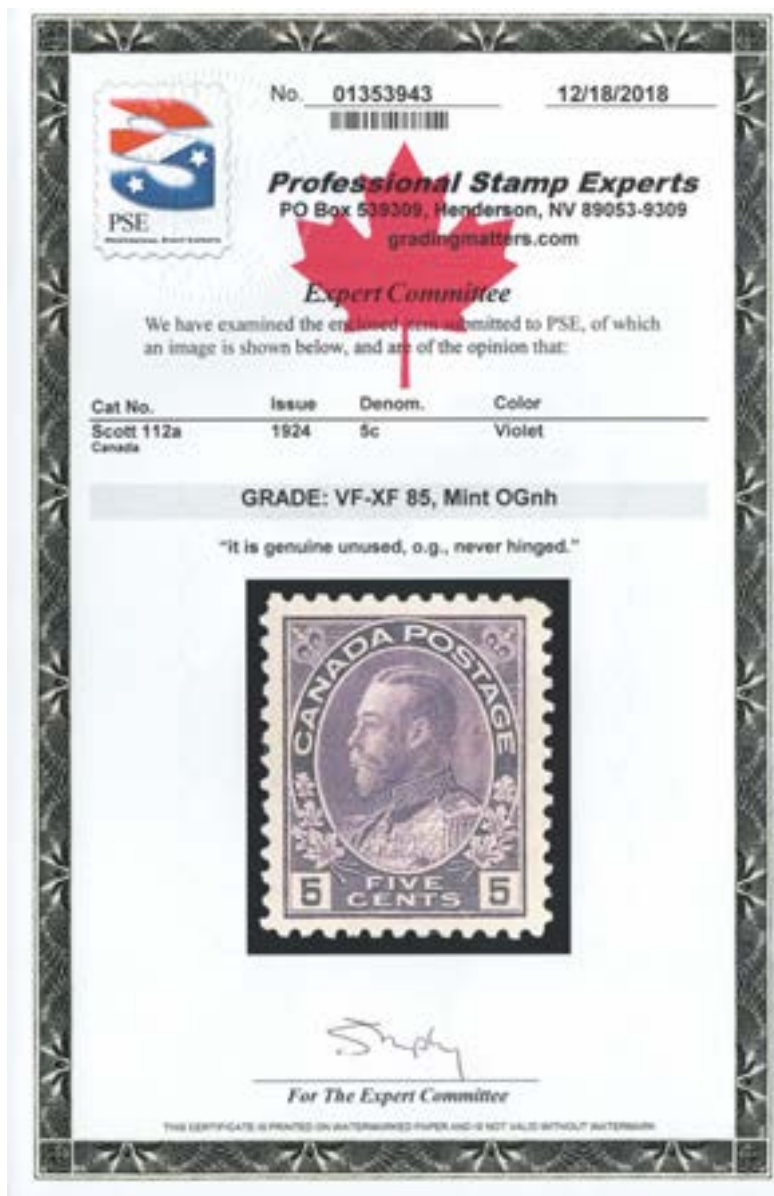 No. 01353943 12/18/2018
PSE
Professional Stamp Experts
Professional Stamp Experts
PO Box 539309, Henderson, NV 89053-9309
gradingmatters.com
Expert Committee
We have examined the enclosed item submitted to PSE, of which
an image is shown below, and are of the opinion that:
Cat No. Issue Denom. Color
Scott 112a 1924 5c Violet
Canada
GRADE: VF-XF 85, Mint OGnh
"it is genuine unused, o.g., never hinged."
CANADA POSTAGE
5 FIVE CENTS 5
For The Expert Committee
THIS CERTIFICATE IS PRINTED ON WATERMARKED PAPER AND IS NOT VALID WITHOUT WATERMARK